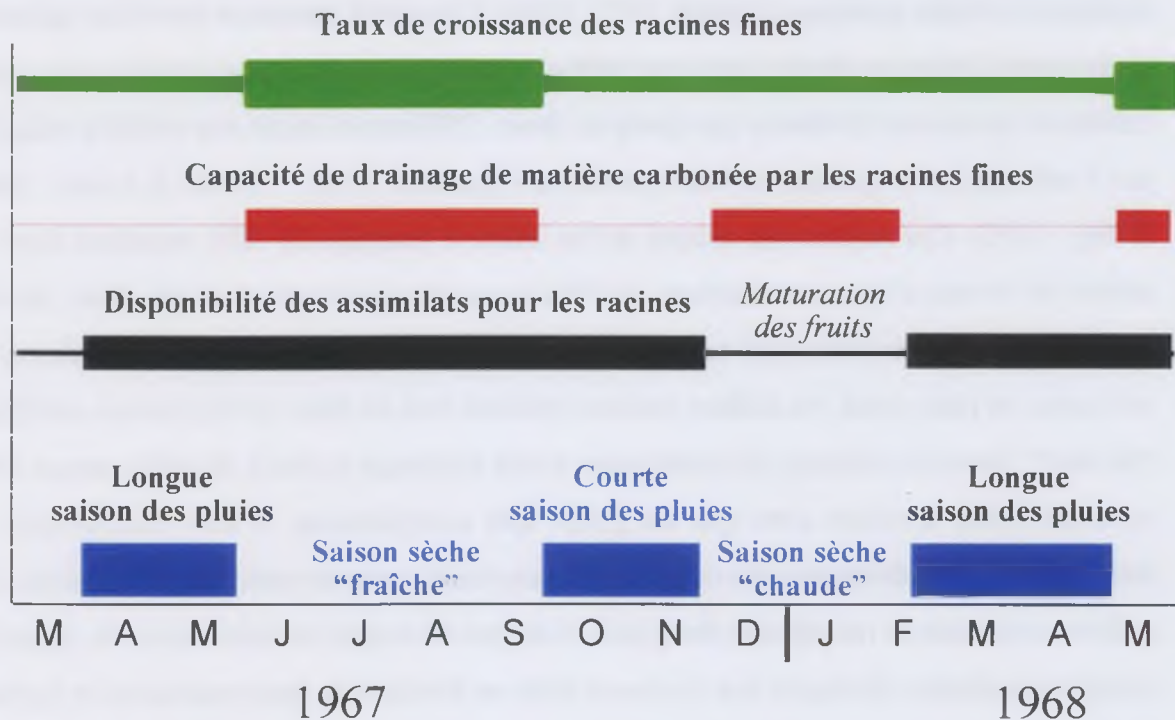 Taux de croissance des racines fines
Capacité de drainage de matière carbonée par les racines fines
Disponibilité des assimilats pour les racines
Maturation
des fruits
Longue
saison des pluies
Saison sèche
“fraîche”
Courte
saison des pluies
Saison sèche
“chaude”
Longue
saison des pluies
M A M J J A S O N D J F M A M
1967 1968